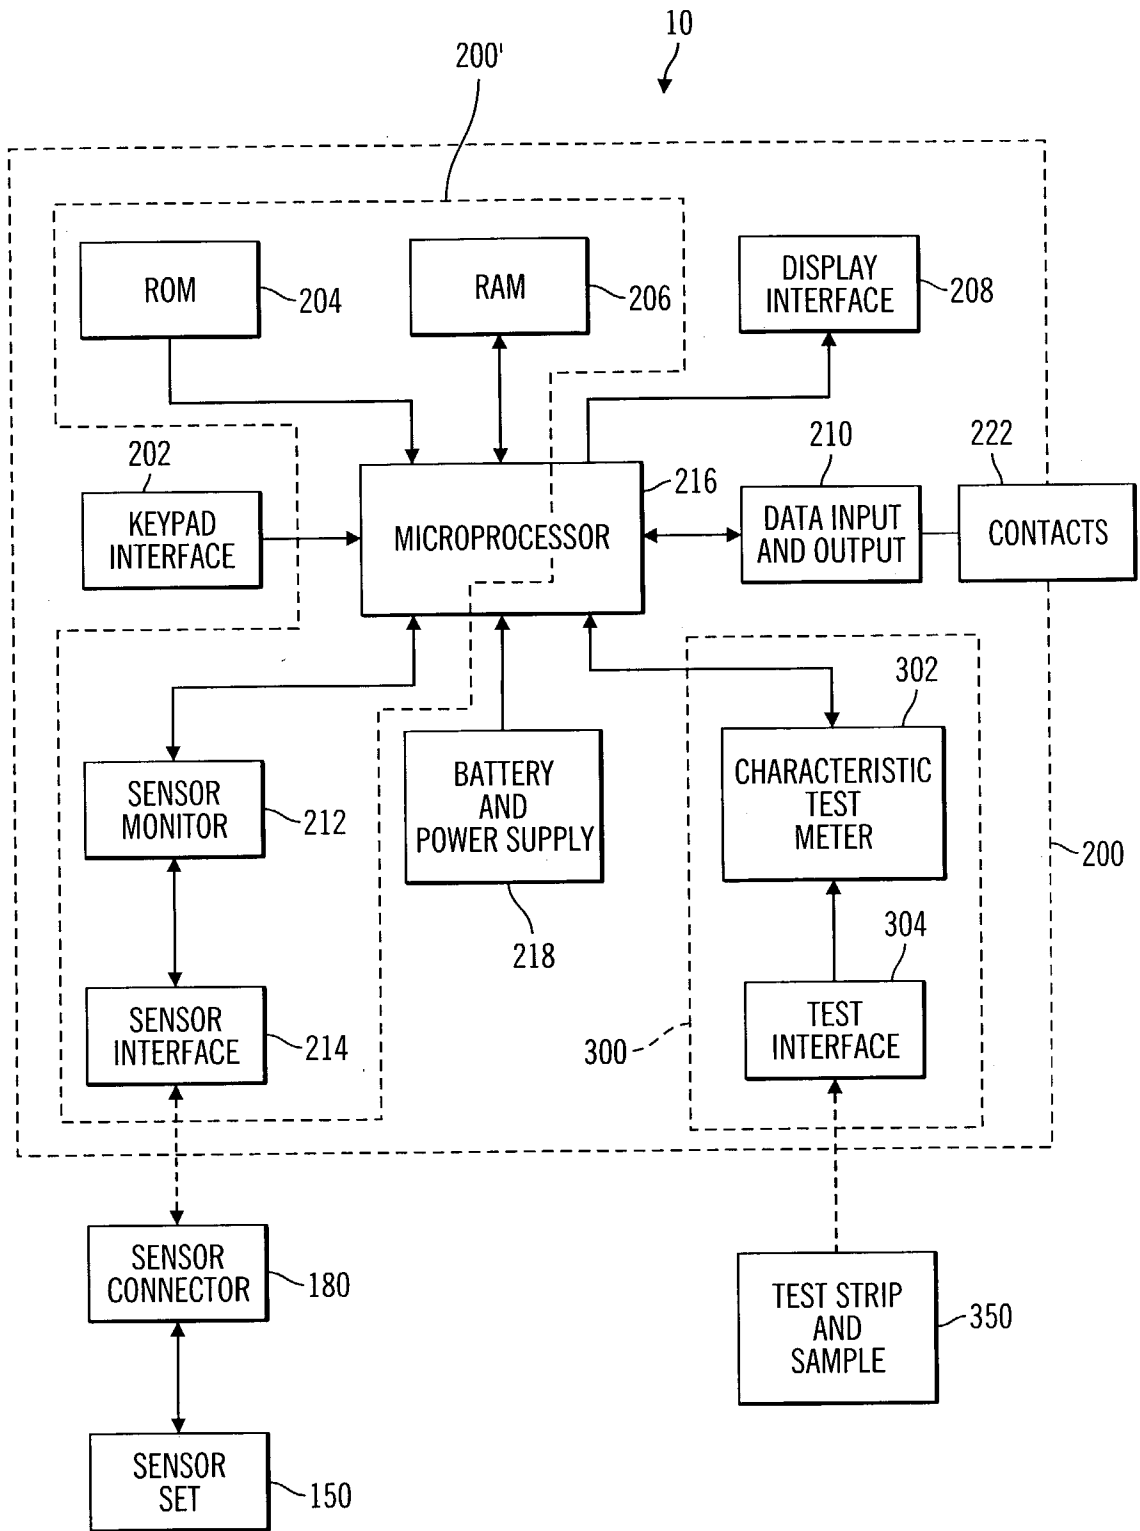 10
200'
ROM
204
RAM
206
DISPLAY
INTERFACE
208
202
KEYPAD
INTERFACE
MICROPROCESSOR
216
210
DATA INPUT
AND OUTPUT
222
CONTACTS
302
CHARACTERISTIC
TEST
METER
SENSOR
MONITOR
212
BATTERY
AND
POWER SUPPLY
218
200
304
TEST
INTERFACE
300
SENSOR
INTERFACE
214
SENSOR
CONNECTOR
180
TEST STRIP
AND
SAMPLE
350
SENSOR
SET
150